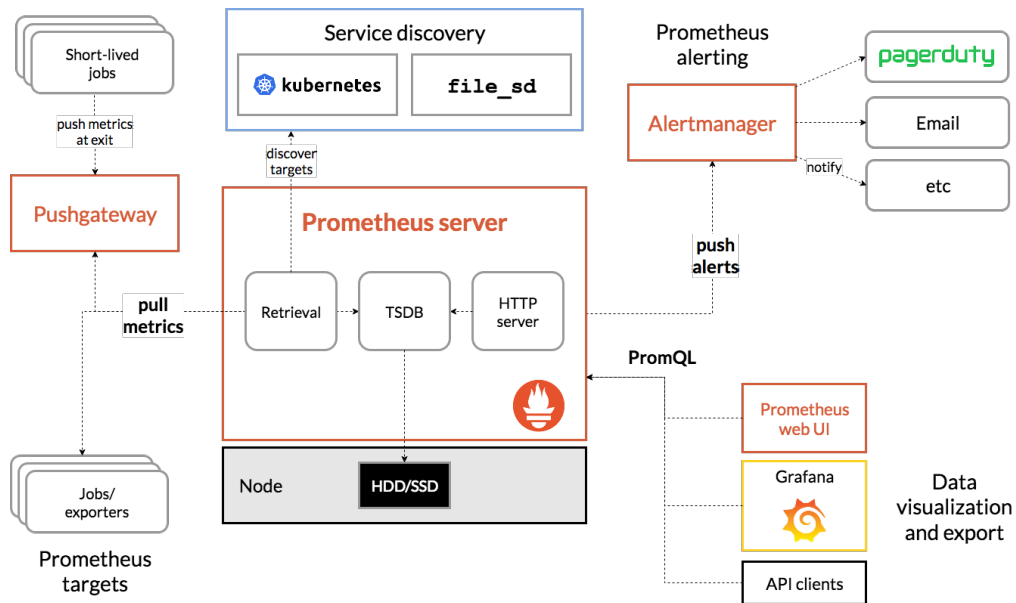 Short-lived
jobs
push metrics
at exit
Pushgateway
Service discovery
kubernetes
file_sd
discover
targets
Prometheus
alerting
Alertmanager
pagerduty
Email
notify
etc
Prometheus server
Retrieval
TSDB
HTTP
server
pull
metrics
push
alerts
PromQL
Node
HDD/SSD
Jobs/
exporters
Prometheus
targets
Prometheus
web UI
Grafana
API clients
Data
visualization
and export